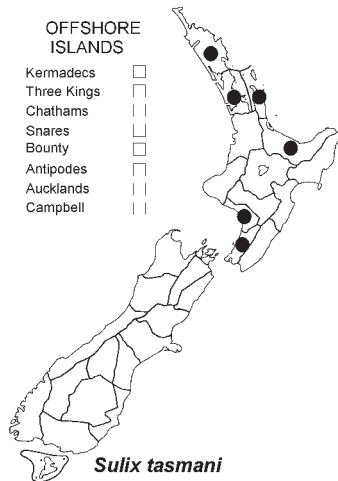 OFFSHORE
ISLANDS
Kermadecs
Three Kings
Chathams
Snares
Bounty
Antipodes
Aucklands
Campbell
Sulix tasmani